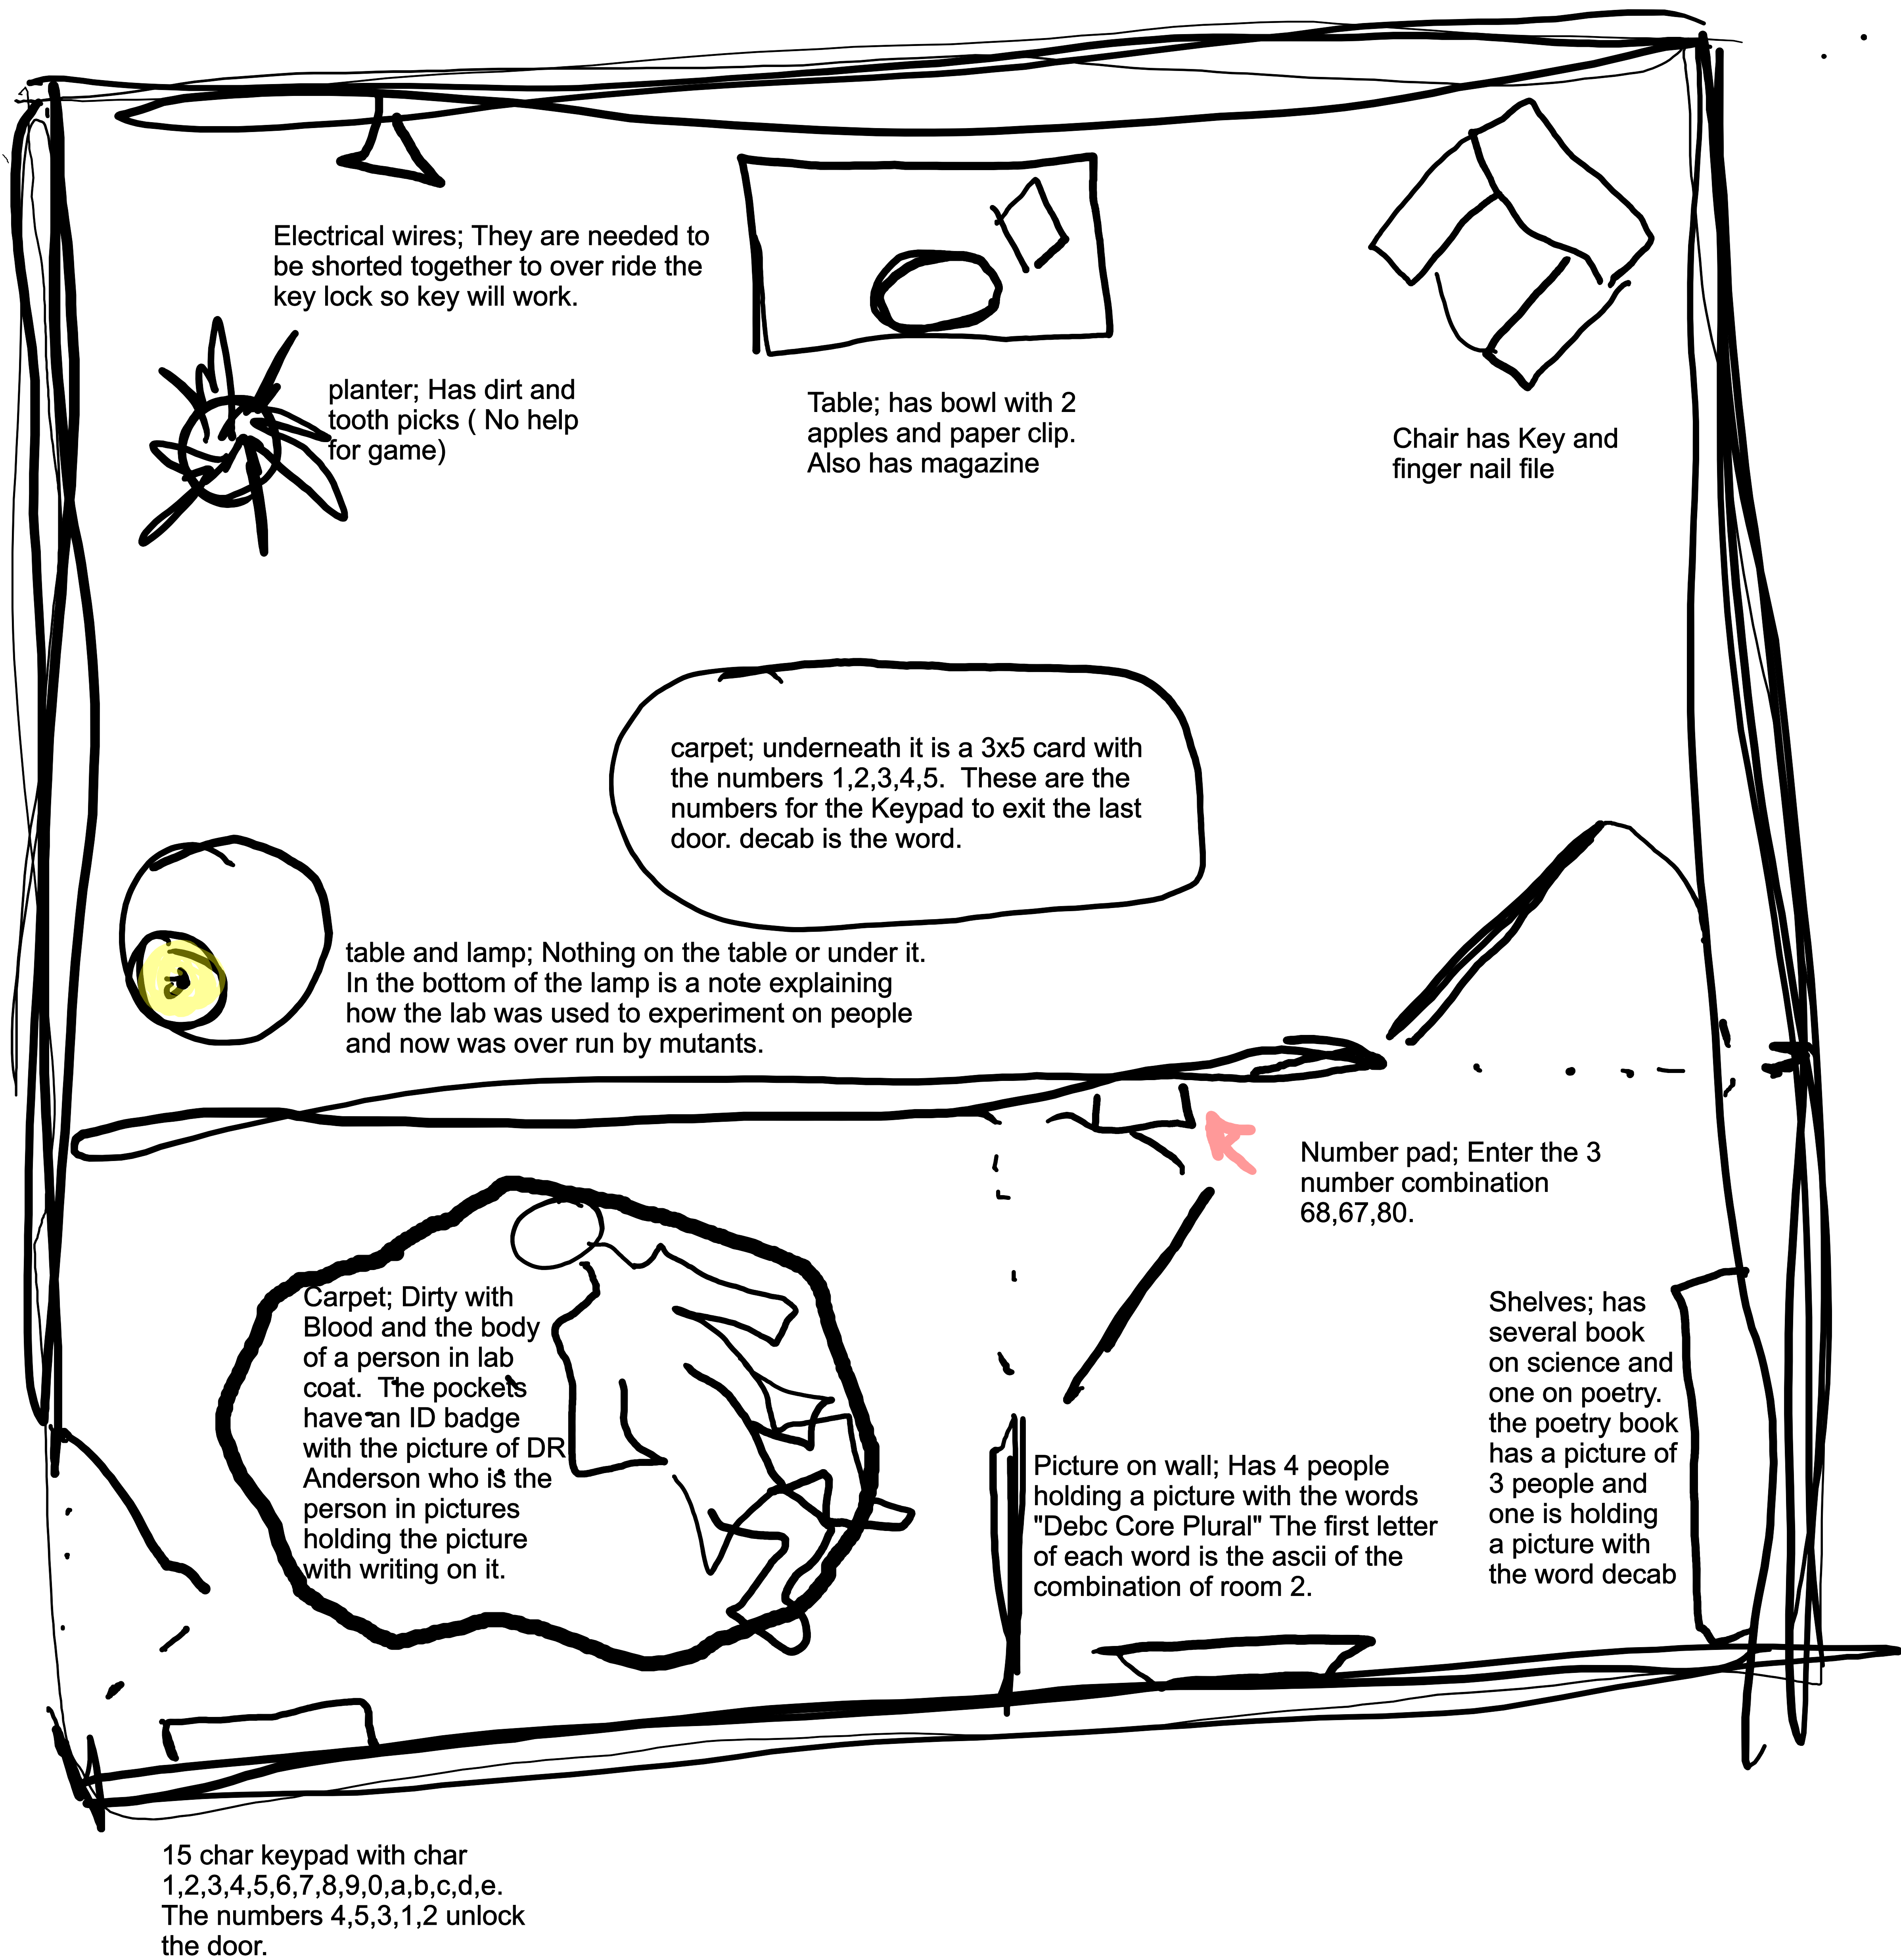 Electrical wires; They are needed to
be shorted together to over ride the
key lock so key will work.
planter; Has dirt and
tooth picks ( No help
for game)
Table; has bowl with 2
apples and paper clip.
Also has magazine
Chair has Key and
finger nail file
carpet; underneath it is a 3x5 card with
the numbers 1,2,3,4,5.  These are the
numbers for the Keypad to exit the last
door. decab is the word.
table and lamp; Nothing on the table or under it.
In the bottom of the lamp is a note explaining
how the lab was used to experiment on people
and now was over run by mutants.
Number pad; Enter the 3
number combination
68,67,80.
Carpet; Dirty with
Blood and the body
of a person in lab
coat.  The pockets
have an ID badge
with the picture of DR
Anderson who is the
person in pictures
holding the picture
with writing on it.
Picture on wall; Has 4 people
holding a picture with the words
"Debc Core Plural" The first letter
of each word is the ascii of the
combination of room 2.
Shelves; has
several book
on science and
one on poetry.
the poetry book
has a picture of
3 people and
one is holding
a picture with
the word decab
15 char keypad with char
1,2,3,4,5,6,7,8,9,0,a,b,c,d,e.
The numbers 4,5,3,1,2 unlock
the door.